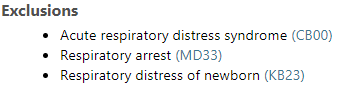 Exclusions
• Acute respiratory distress syndrome (CB00)
• Respiratory arrest (MD33)
• Respiratory distress of newborn (KB23)